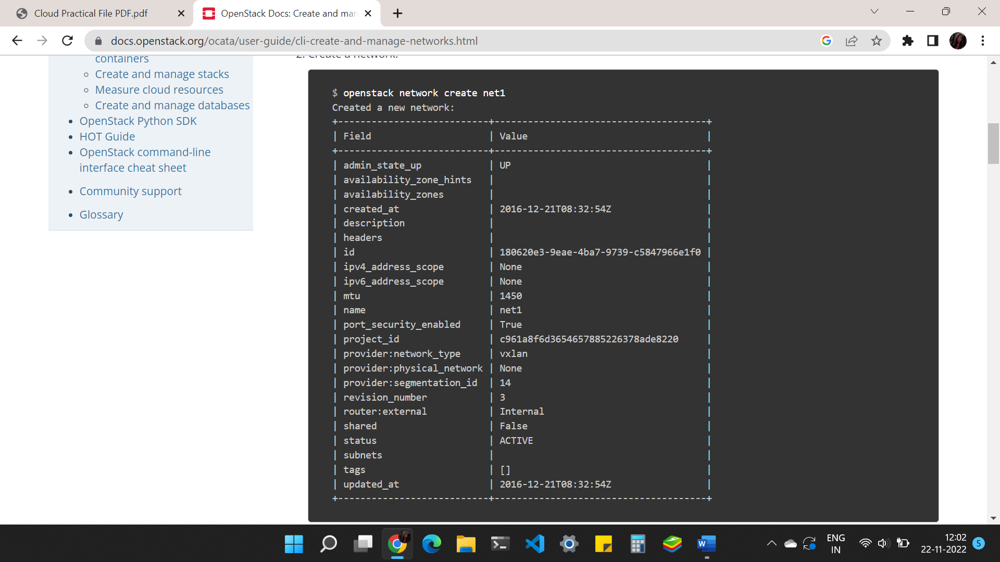 Cloud Practical File PDF.pdf
OpenStack Docs: Create and mar
docs.openstack.org/ocata/user-guide/cli-create-and-manage-networks.html
containers
Create and manage stacks
Measure cloud resources
Create and manage databases
OpenStack Python SDK
HOT Guide
OpenStack command-line
interface cheat sheet
Community support
Glossary
2. Create a network:
$ openstack network create net1
Created a new network:
+---------------------------+--------------------------------------+
| Field | Value |
+---------------------------+--------------------------------------+
| admin_state_up | UP |
| availability_zone_hints | |
| availability_zones | |
| created_at | 2016-12-21T08:32:54Z |
| description | |
| headers | |
| id | 180620e3-9eae-4ba7-9739-c5847966e1f0 |
| ipv4_address_scope | None |
| ipv6_address_scope | None |
| mtu | 1450 |
| name | net1 |
| port_security_enabled | True |
| project_id | c961a8f6d3654657885226378ade8220 |
| provider:network_type | vxlan |
| provider:physical_network | None |
| provider:segmentation_id | 14 |
| revision_number | 3 |
| router:external | Internal |
| shared | False |
| status | ACTIVE |
| subnets | |
| tags | [] |
| updated_at | 2016-12-21T08:32:54Z |
+---------------------------+--------------------------------------+
ENG
IN
12:02
22-11-2022
5